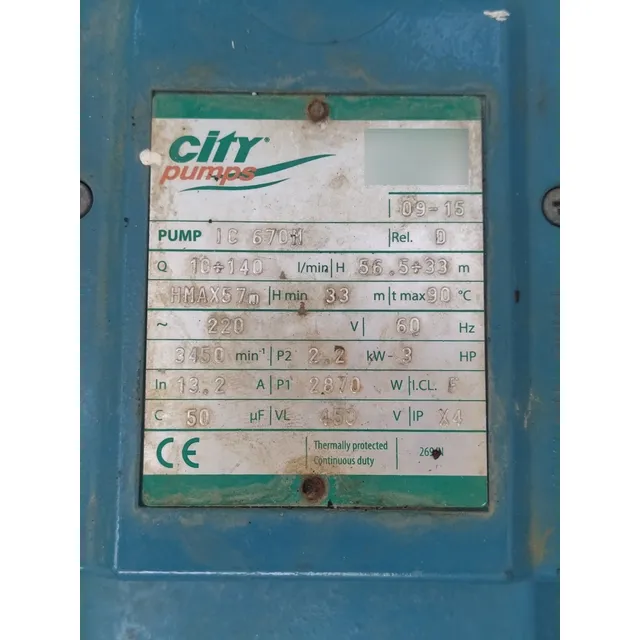 city®
pumps
09-15
PUMP IC 670M Rel. 0
Q 10÷140 l/min H 56.5÷33 m
HMAX57m H min 33 m t max 90 °C
~ 220 V 60 Hz
3450 min⁻¹ P2 2.2 kW - 3 HP
In 13.2 A P1 2870 W I.CL. F
C 50 µF VL 450 V IP X4
CE Thermally protected
Continuous duty